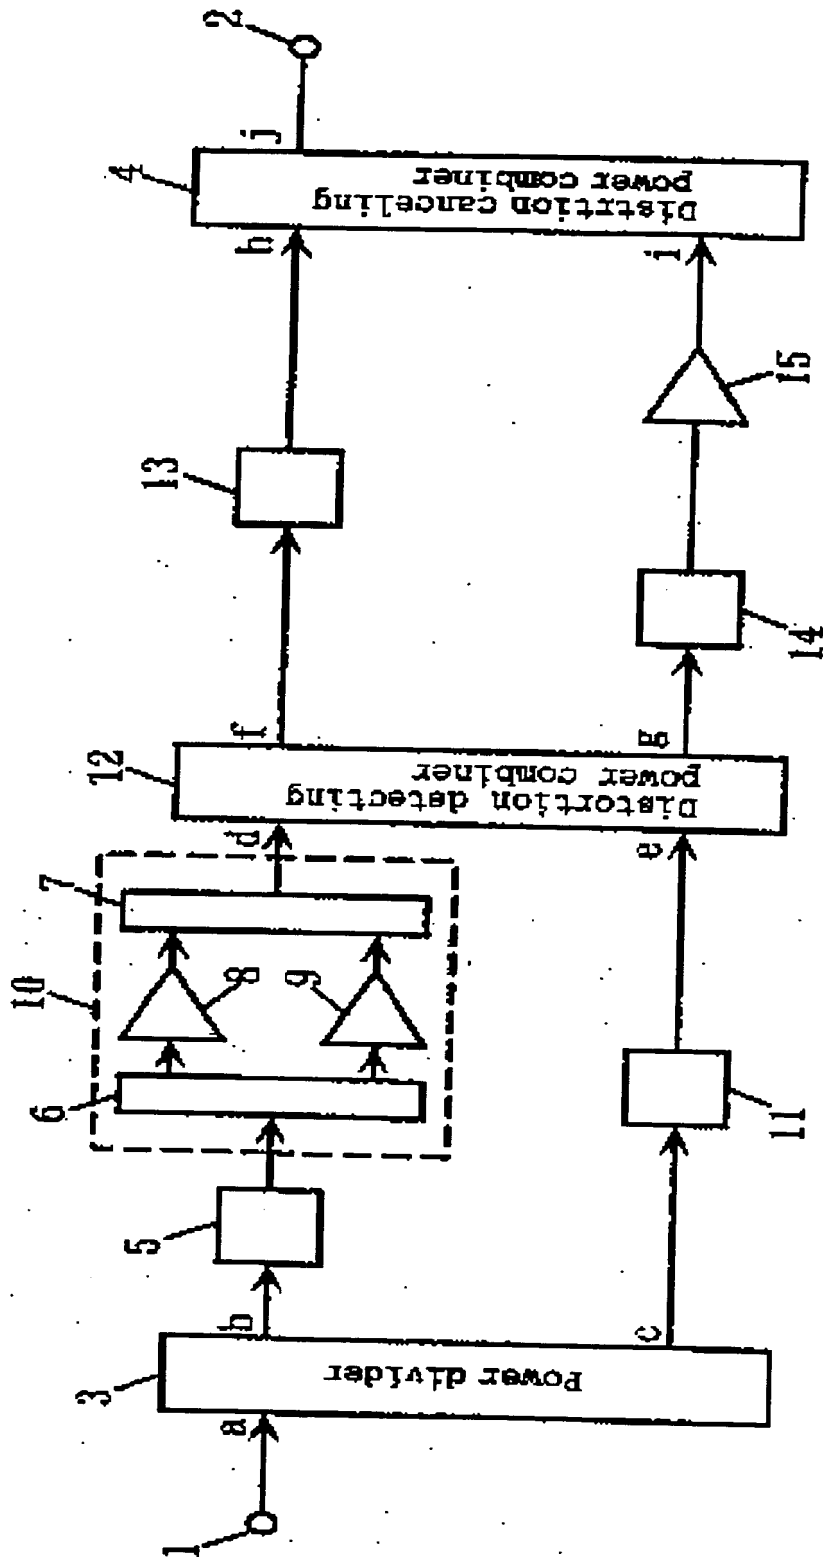 1
a
3
Power divider
b
c
5
11
10
6
8
9
7
d
e
12
Distortion detecting
power combiner
f
g
13
14
15
h
i
4
Distrtion canceling
power combiner
j
2